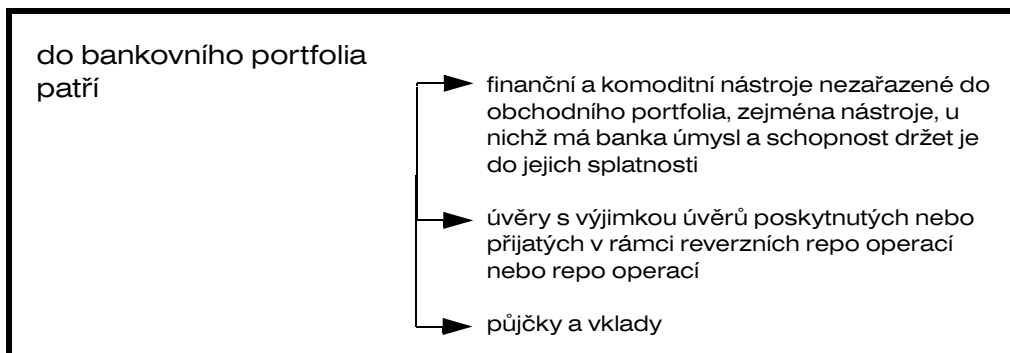 do bankovního portfolia
patří
finanční a komoditní nástroje nezařazené do
obchodního portfolia, zejména nástroje, u
nichž má banka úmysl a schopnost držet je
do jejich splatnosti
úvěry s výjimkou úvěrů poskytnutých nebo
přijatých v rámci reverzních repo operací
nebo repo operací
půjčky a vklady